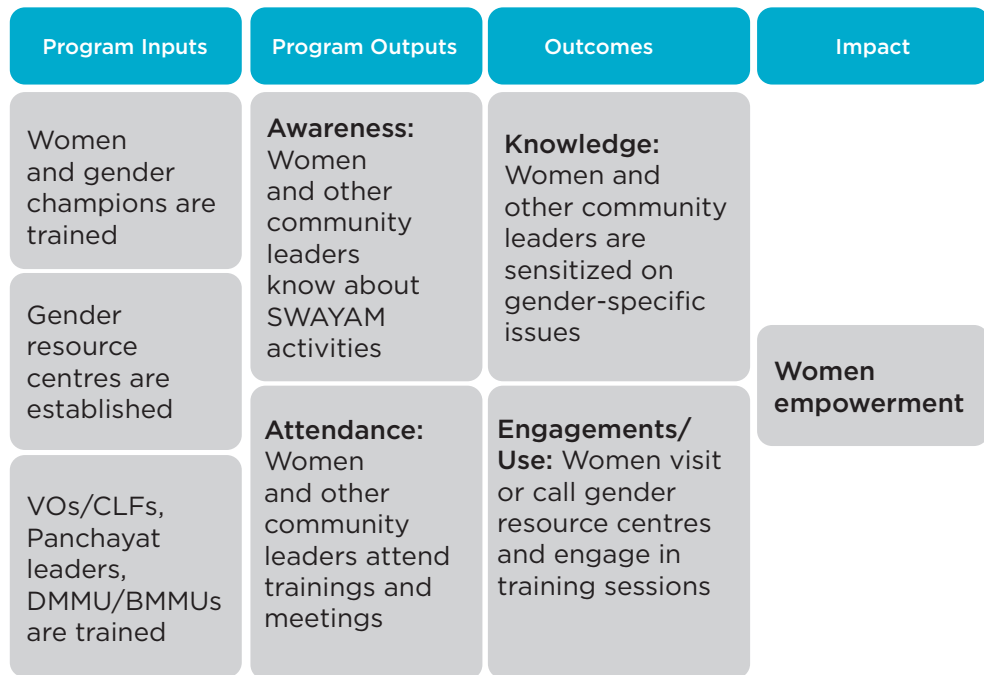 Program Inputs
Program Outputs
Outcomes
Impact
Women
and gender
champions are
trained
Gender
resource
centres are
established
VOs/CLFs,
Panchayat
leaders,
DMMU/BMMUs
are trained
Awareness:
Women
and other
community
leaders
know about
SWAYAM
activities
Attendance:
Women
and other
community
leaders attend
trainings and
meetings
Knowledge:
Women and
other community
leaders are
sensitized on
gender-specific
issues
Engagements/
Use: Women visit
or call gender
resource centres
and engage in
training sessions
Women
empowerment